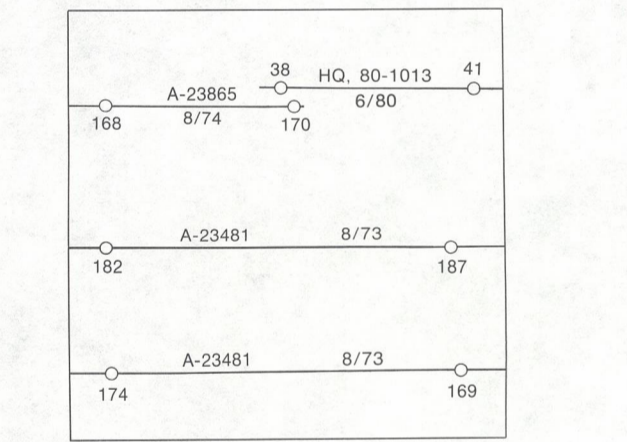 38 HQ, 80-1013 41
A-23865 6/80
168 8/74 170
A-23481 8/73
182 187
A-23481 8/73
174 169